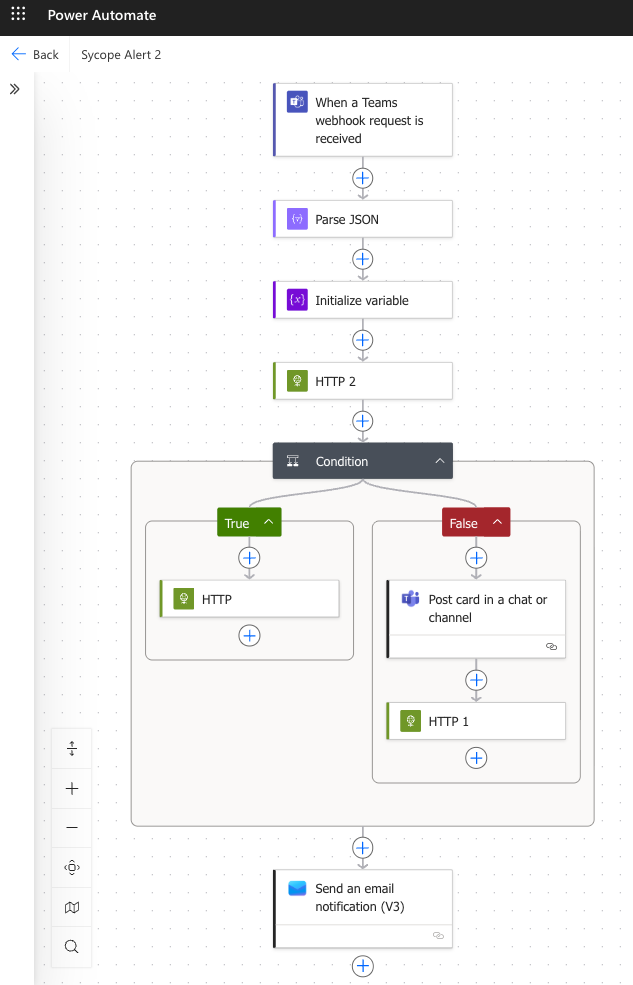 Power Automate
Back
Sycope Alert 2
When a Teams
webhook request is
received
Parse JSON
{x}
Initialize variable
HTTP 2
Condition
True
False
HTTP
Post card in a chat or
channel
HTTP 1
Send an email
notification (V3)